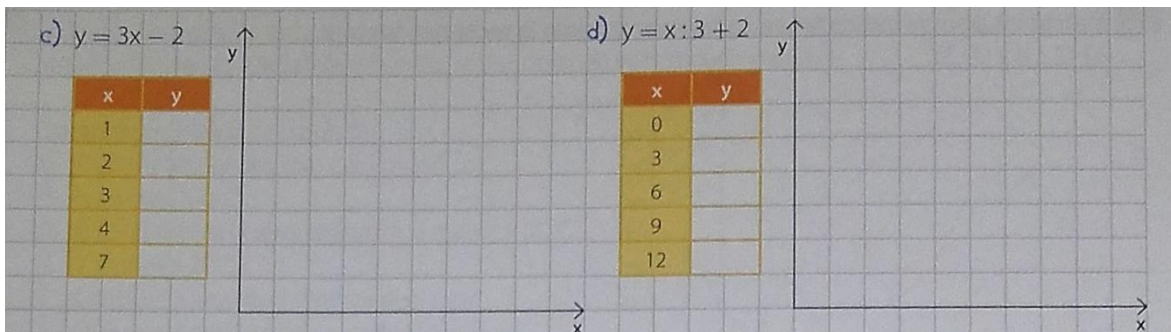 c) y = 3x – 2
y
x y
1
2
3
4
7
x
d) y = x : 3 + 2
y
x y
0
3
6
9
12
x